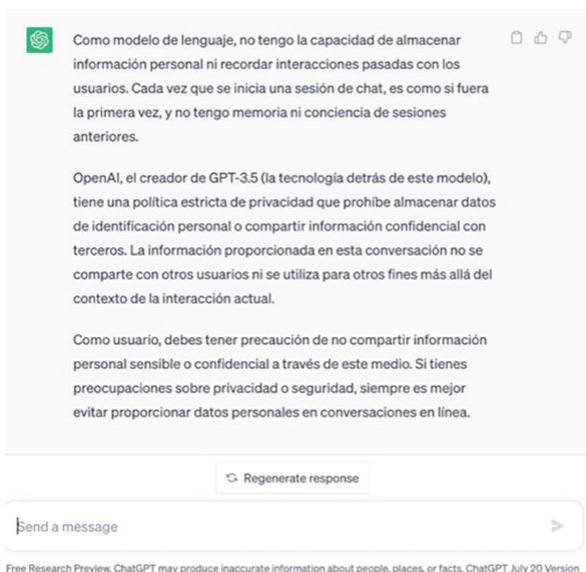 Como modelo de lenguaje, no tengo la capacidad de almacenar
información personal ni recordar interacciones pasadas con los
usuarios. Cada vez que se inicia una sesión de chat, es como si fuera
la primera vez, y no tengo memoria ni conciencia de sesiones
anteriores.
OpenAI, el creador de GPT-3.5 (la tecnología detrás de este modelo),
tiene una política estricta de privacidad que prohíbe almacenar datos
de identificación personal o compartir información confidencial con
terceros. La información proporcionada en esta conversación no se
comparte con otros usuarios ni se utiliza para otros fines más allá del
contexto de la interacción actual.
Como usuario, debes tener precaución de no compartir información
personal sensible o confidencial a través de este medio. Si tienes
preocupaciones sobre privacidad o seguridad, siempre es mejor
evitar proporcionar datos personales en conversaciones en línea.
Regenerate response
Send a message
Free Research Preview. ChatGPT may produce inaccurate information about people, places, or facts. ChatGPT July 20 Version